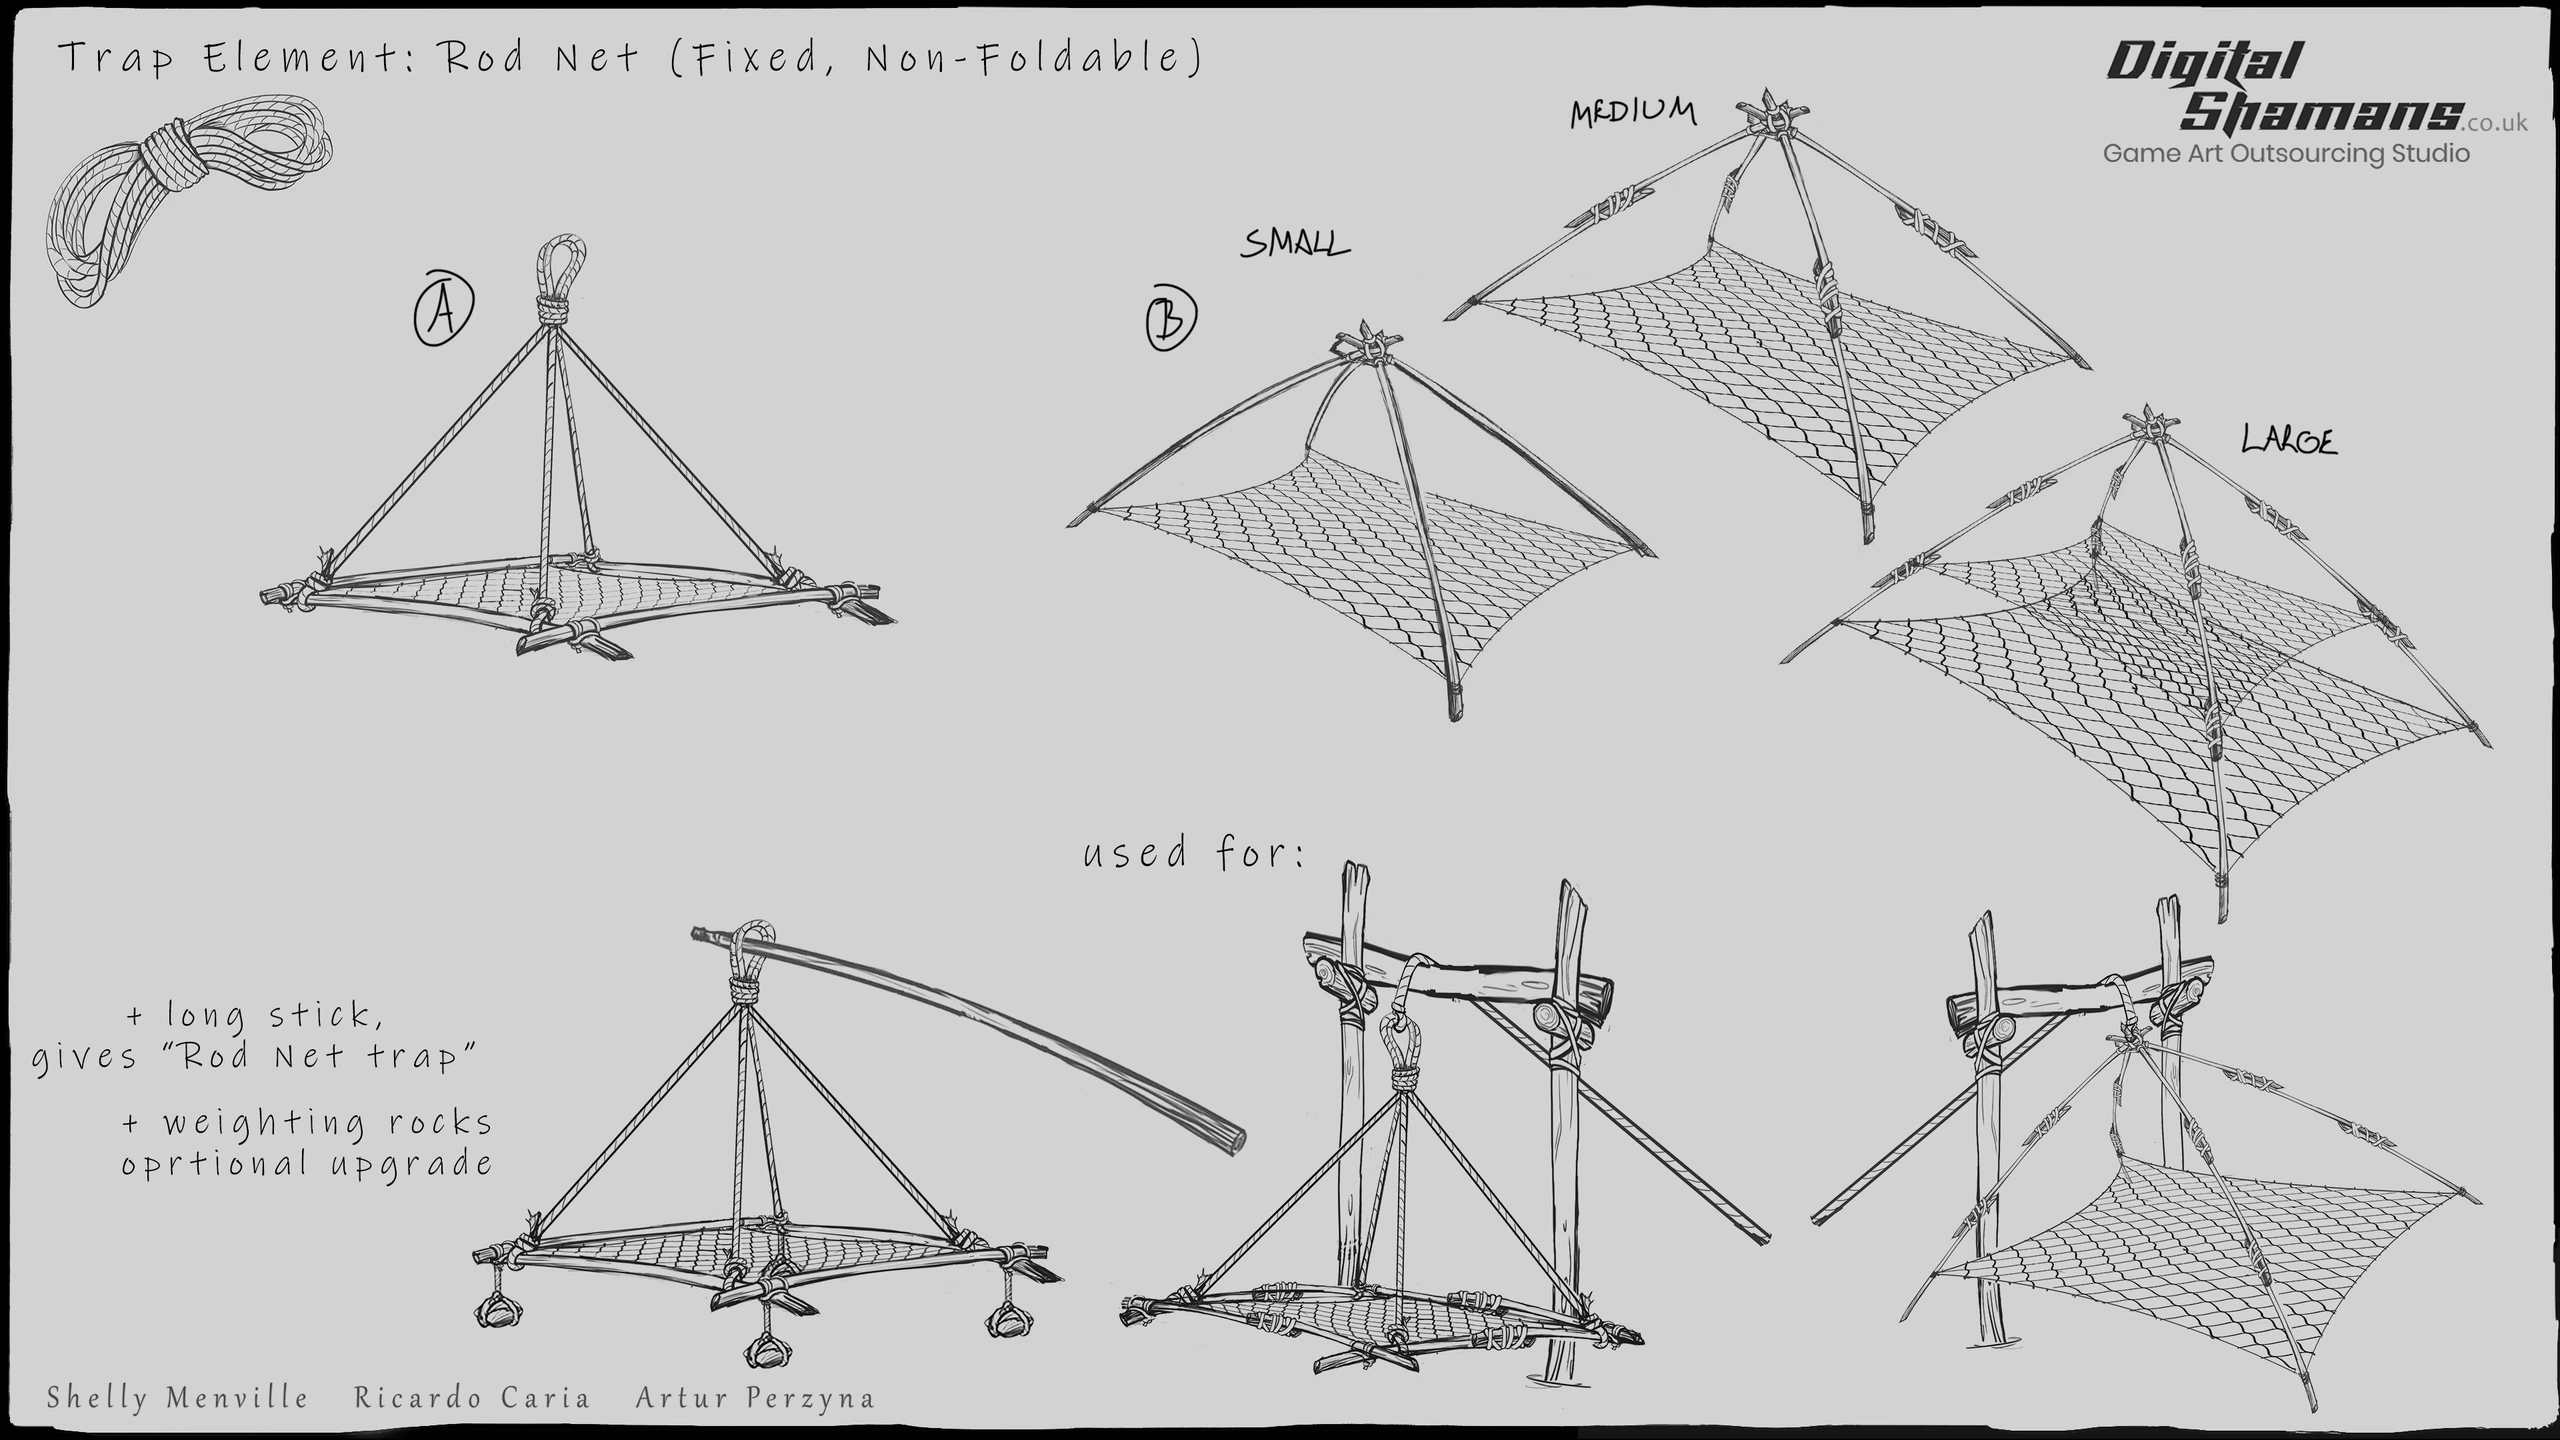 Trap Element: Rod Net (Fixed, Non-Foldable)
Digital
Shamans.co.uk
Game Art Outsourcing Studio
A
B
SMALL
MEDIUM
LARGE
used for:
+ long stick,
gives "Rod Net trap"
+ weighting rocks
oprtional upgrade
Shelly Menville Ricardo Caria Artur Perzyna